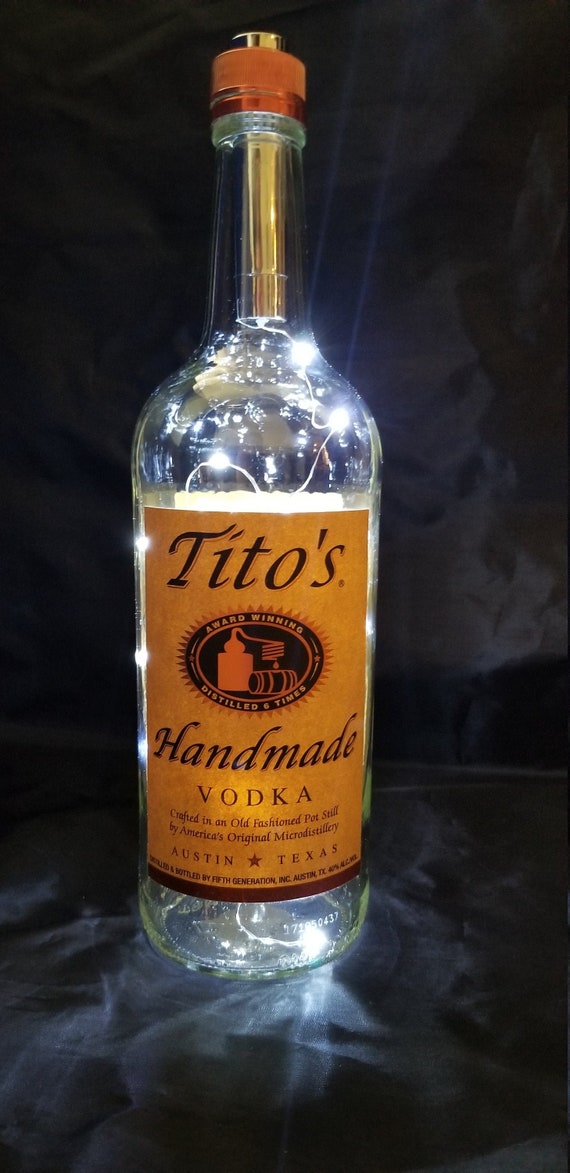 Tito's®
AWARD WINNING
DISTILLED 6 TIMES
Handmade
VODKA
Crafted in an Old Fashioned Pot Still
by America's Original Microdistillery
AUSTIN ★ TEXAS
DISTILLED & BOTTLED BY FIFTH GENERATION, INC. AUSTIN, TX. 40% ALC./VOL.